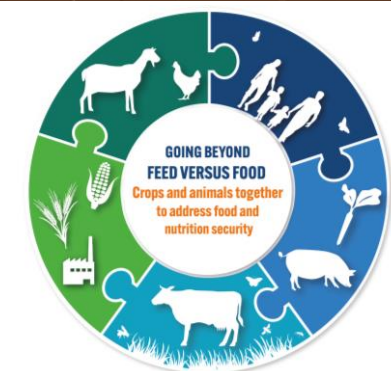 GOING BEYOND
FEED VERSUS FOOD
Crops and animals together
to address food and
nutrition security